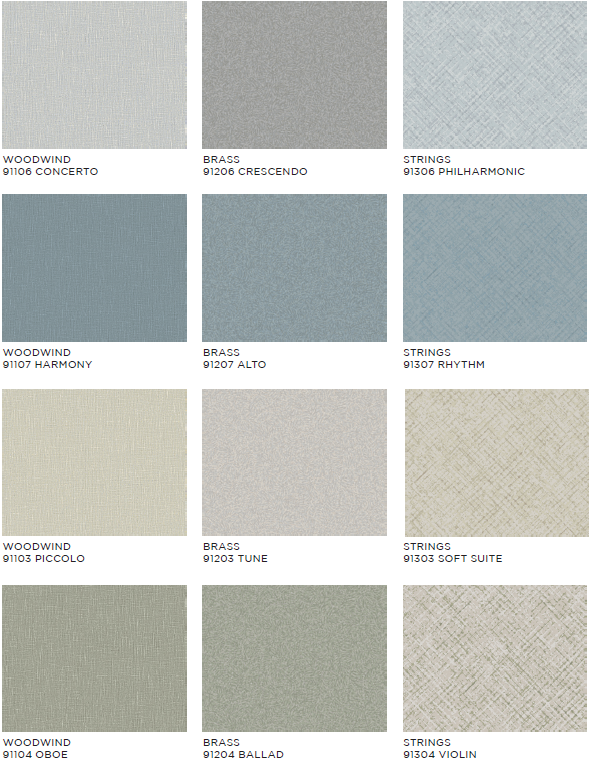 WOODWIND
91106 CONCERTO
BRASS
91206 CRESCENDO
STRINGS
91306 PHILHARMONIC
WOODWIND
91107 HARMONY
BRASS
91207 ALTO
STRINGS
91307 RHYTHM
WOODWIND
91103 PICCOLO
BRASS
91203 TUNE
STRINGS
91303 SOFT SUITE
WOODWIND
91104 OBOE
BRASS
91204 BALLAD
STRINGS
91304 VIOLIN